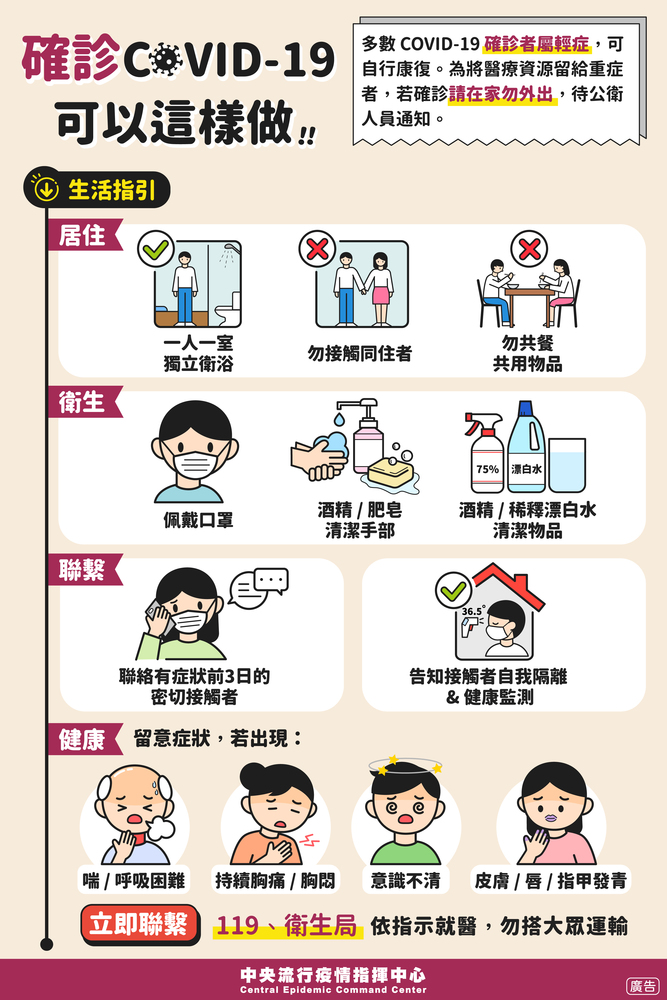 確診COVID-19
可以這樣做!!
多數 COVID-19 確診者屬輕症，可
自行康復。為將醫療資源留給重症
者，若確診請在家勿外出，待公衛
人員通知。
生活指引
居住
一人一室
獨立衛浴
勿接觸同住者
勿共餐
共用物品
衛生
佩戴口罩
酒精 / 肥皂
清潔手部
75%
漂白水
酒精 / 稀釋漂白水
清潔物品
聯繫
聯絡有症狀前3日的
密切接觸者
36.5°
告知接觸者自我隔離
& 健康監測
健康
留意症狀，若出現：
喘 / 呼吸困難
持續胸痛 / 胸悶
意識不清
皮膚 / 唇 / 指甲發青
立即聯繫
119、衛生局 依指示就醫，勿搭大眾運輸
中央流行疫情指揮中心
Central Epidemic Command Center
廣告